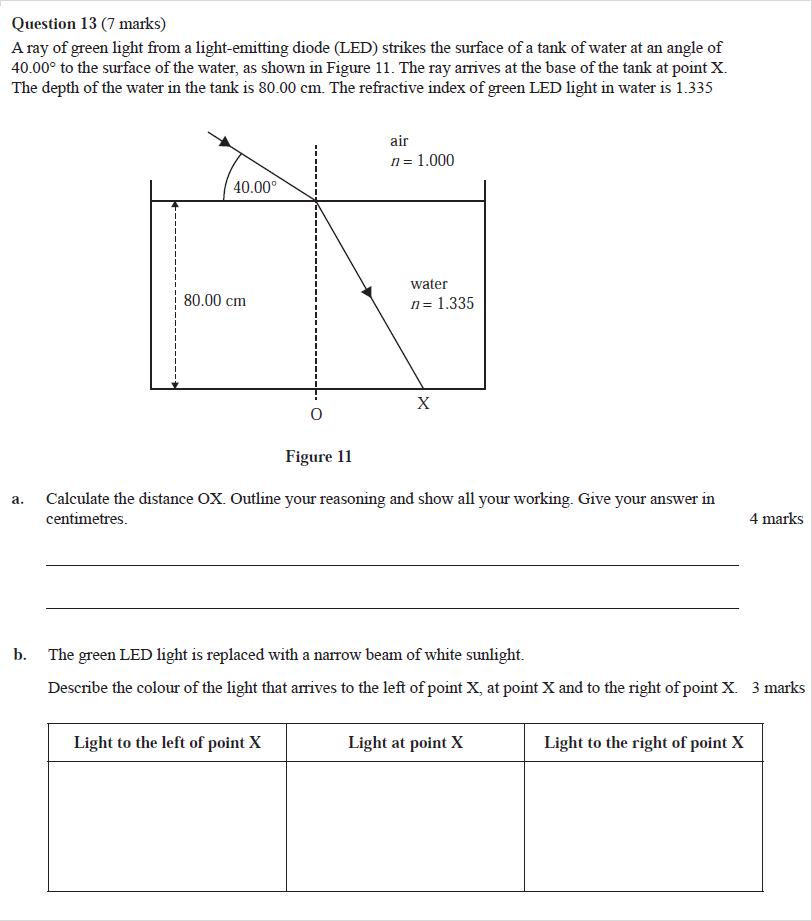 Question 13 (7 marks)
A ray of green light from a light-emitting diode (LED) strikes the surface of a tank of water at an angle of
40.00° to the surface of the water, as shown in Figure 11. The ray arrives at the base of the tank at point X.
The depth of the water in the tank is 80.00 cm. The refractive index of green LED light in water is 1.335
air
n = 1.000
40.00°
water
n = 1.335
80.00 cm
X
O
Figure 11
a. Calculate the distance OX. Outline your reasoning and show all your working. Give your answer in
centimetres. 4 marks
b. The green LED light is replaced with a narrow beam of white sunlight.
Describe the colour of the light that arrives to the left of point X, at point X and to the right of point X. 3 marks
Light to the left of point X Light at point X Light to the right of point X